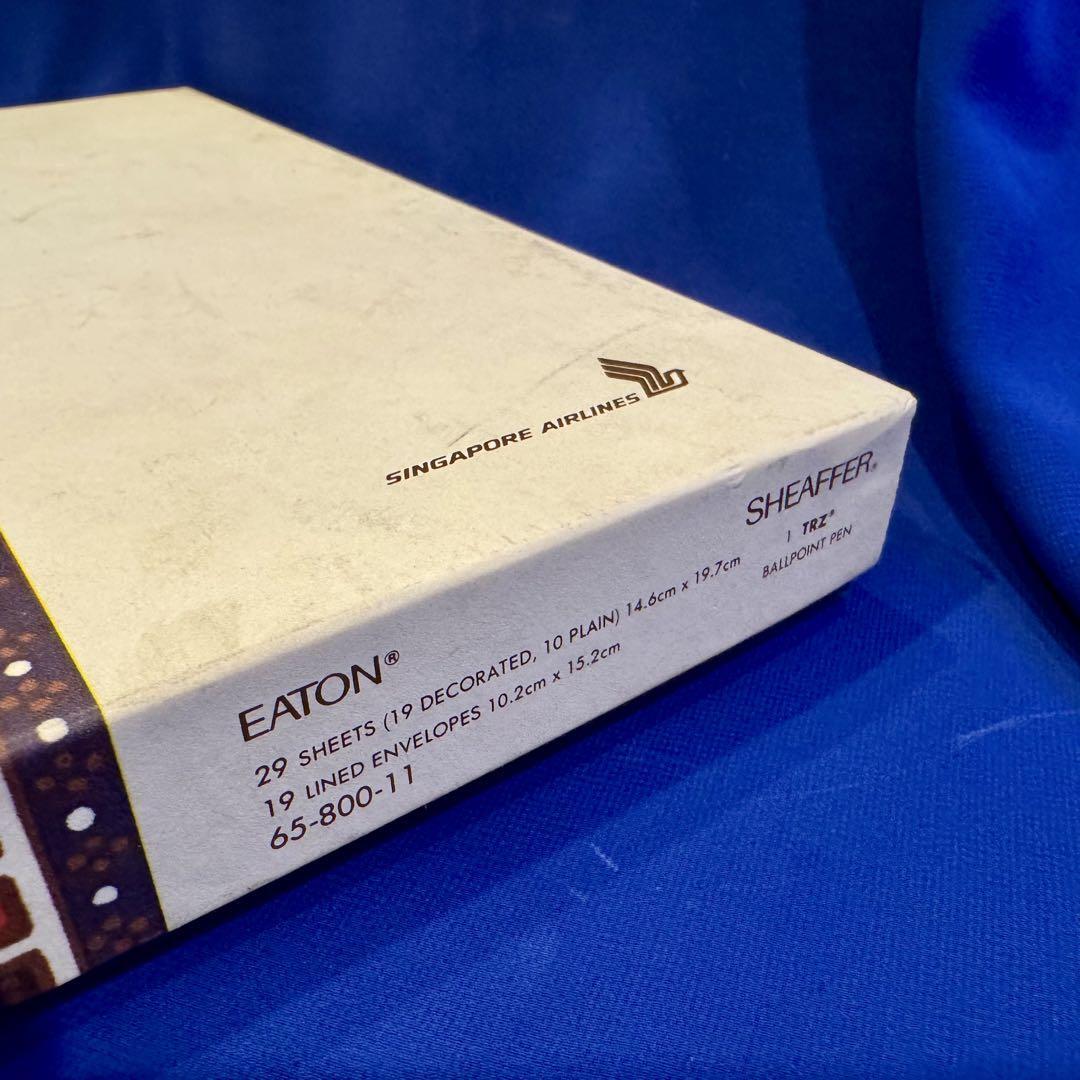 SINGAPORE AIRLINES
SHEAFFER®
1 TRZ®
BALLPOINT PEN
EATON®
29 SHEETS (19 DECORATED, 10 PLAIN) 14.6cm x 19.7cm
19 LINED ENVELOPES 10.2cm x 15.2cm
65-800-11